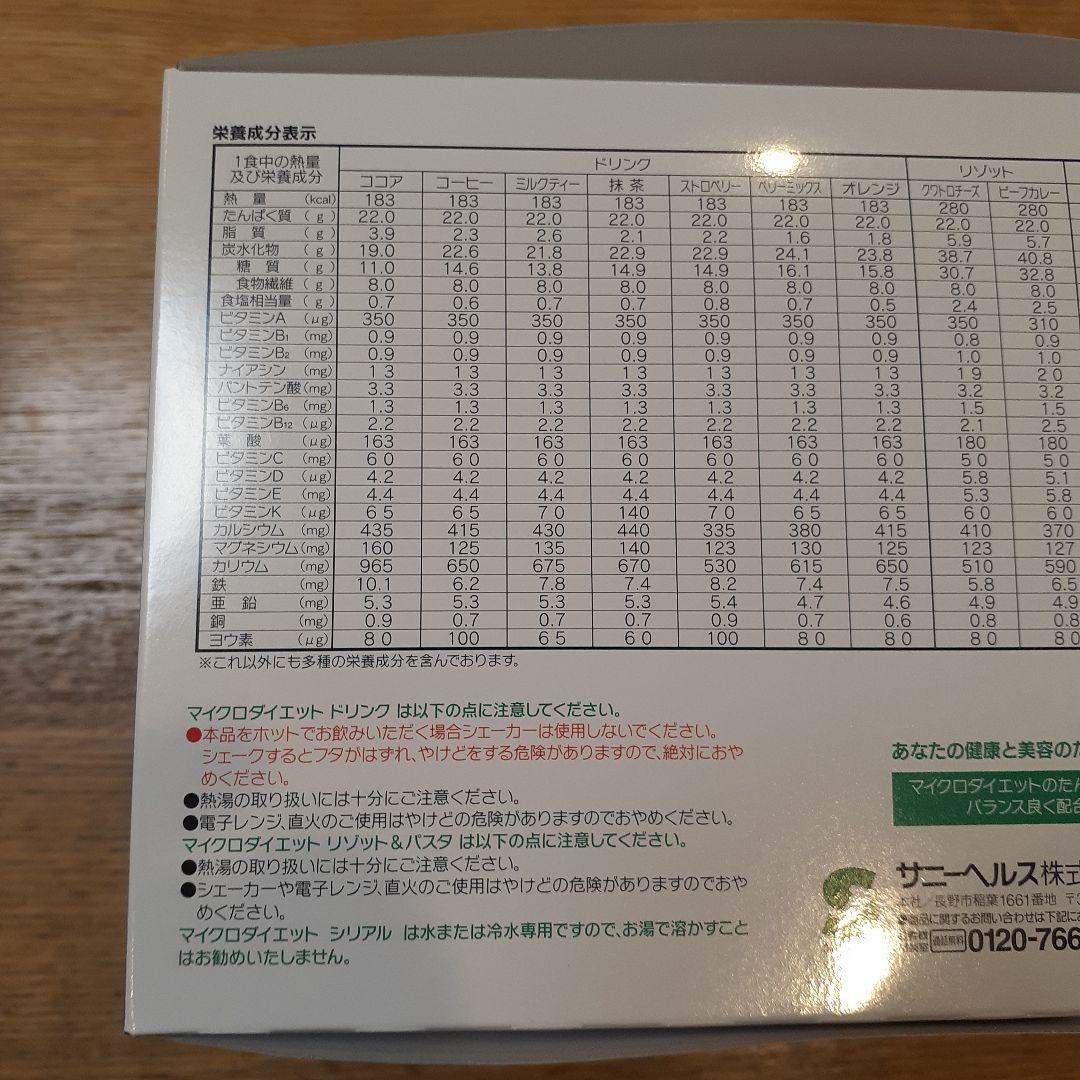 栄養成分表示
1食中の熱量及び栄養成分 ドリンク リゾット
ココア コーヒー ミルクティー 抹茶 ストロベリー ベリーミックス オレンジ クワトロチーズ ビーフカレー
熱量 (kcal) 183 183 183 183 183 183 183 280 280
たんぱく質 (g) 22.0 22.0 22.0 22.0 22.0 22.0 22.0 22.0 22.0
脂質 (g) 3.9 2.3 2.6 2.1 2.2 1.6 1.8 5.9 5.7
炭水化物 (g) 19.0 22.6 21.8 22.9 22.9 24.1 23.8 38.7 40.8
糖質 (g) 11.0 14.6 13.8 14.9 14.9 16.1 15.8 30.7 32.8
食物繊維 (g) 8.0 8.0 8.0 8.0 8.0 8.0 8.0 8.0 8.0
食塩相当量 (g) 0.7 0.6 0.7 0.7 0.8 0.7 0.5 2.4 2.5
ビタミンA (μg) 350 350 350 350 350 350 350 350 310
ビタミンB1 (mg) 0.9 0.9 0.9 0.9 0.9 0.9 0.9 0.8 0.9
ビタミンB2 (mg) 0.9 0.9 0.9 0.9 0.9 0.9 0.9 1.0 1.0
ナイアシン (mg) 13 13 13 13 13 13 13 19 20
パントテン酸 (mg) 3.3 3.3 3.3 3.3 3.3 3.3 3.3 3.2 3.2
ビタミンB6 (mg) 1.3 1.3 1.3 1.3 1.3 1.3 1.3 1.5 1.5
ビタミンB12 (μg) 2.2 2.2 2.2 2.2 2.2 2.2 2.2 2.1 2.5
葉酸 (μg) 163 163 163 163 163 163 163 180 180
ビタミンC (mg) 60 60 60 60 60 60 60 50 50
ビタミンD (μg) 4.2 4.2 4.2 4.2 4.2 4.2 4.2 5.8 5.1
ビタミンE (mg) 4.4 4.4 4.4 4.4 4.4 4.4 4.4 5.3 5.8
ビタミンK (μg) 65 65 70 140 70 65 65 60 60
カルシウム (mg) 435 415 430 440 335 380 415 410 370
マグネシウム (mg) 160 125 135 140 123 130 125 123 127
カリウム (mg) 965 650 675 670 530 615 650 510 590
鉄 (mg) 10.1 6.2 7.8 7.4 8.2 7.4 7.5 5.8 6.5
亜鉛 (mg) 5.3 5.3 5.3 5.3 5.4 4.7 4.6 4.9 4.9
銅 (mg) 0.9 0.7 0.7 0.7 0.9 0.7 0.6 0.8 0.8
ヨウ素 (μg) 80 100 65 60 100 80 80 80 80
※これ以外にも多種の栄養成分を含んでおります。
マイクロダイエット ドリンク は以下の点に注意してください。
●本品をホットでお飲みいただく場合シェーカーは使用しないでください。
シェークするとフタがはずれ、やけどをする危険がありますので、絶対におや
めください。
●熱湯の取り扱いには十分にご注意ください。
●電子レンジ、直火のご使用はやけどの危険がありますのでおやめください。
マイクロダイエット リゾット&パスタ は以下の点に注意してください。
●熱湯の取り扱いには十分にご注意ください。
●シェーカーや電子レンジ、直火のご使用はやけどの危険がありますのでおや
めください。
マイクロダイエット シリアル は水または冷水専用ですので、お湯で溶かすこと
はお勧めいたしません。
あなたの健康と美容のた
マイクロダイエットのたん
バランス良く配合
サニーヘルス株式
本社/長野市稲葉1661番地 〒3
●商品に関するお問い合わせは下記にお
通話無料 0120-766